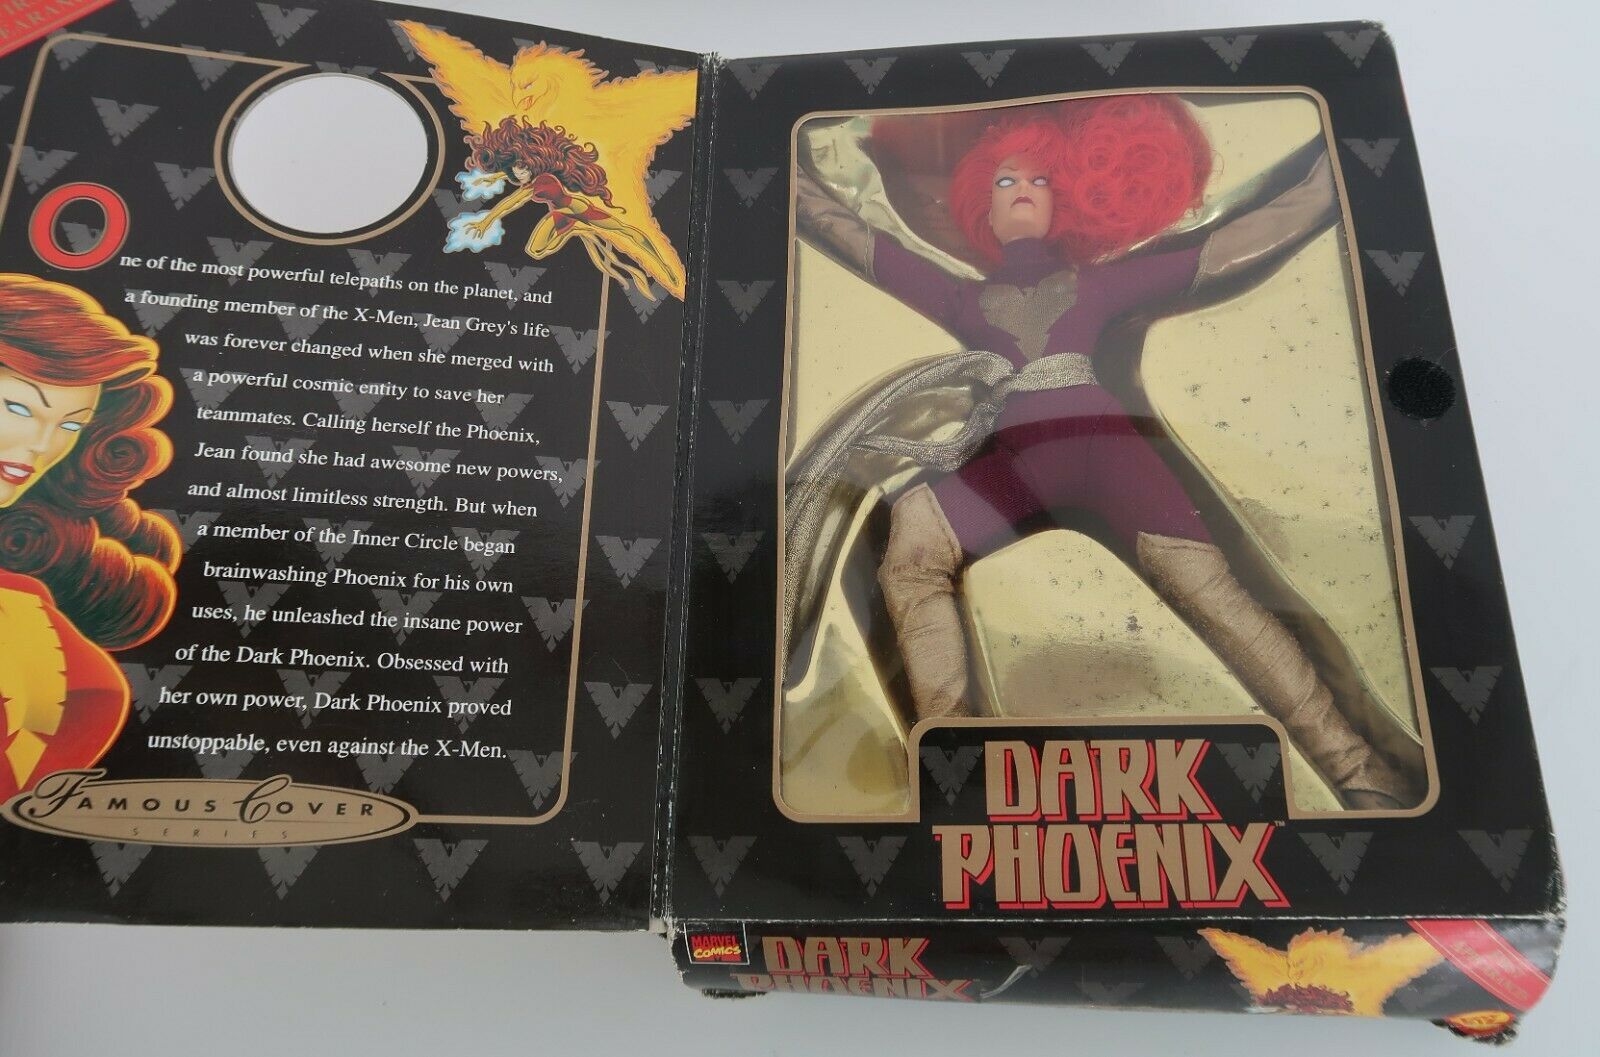 One of the most powerful telepaths on the planet, and
a founding member of the X-Men, Jean Grey's life
was forever changed when she merged with
a powerful cosmic entity to save her
teammates. Calling herself the Phoenix,
Jean found she had awesome new powers,
and almost limitless strength. But when
a member of the Inner Circle began
brainwashing Phoenix for his own
uses, he unleashed the insane power
of the Dark Phoenix. Obsessed with
her own power, Dark Phoenix proved
unstoppable, even against the X-Men.
FAMOUS COVER
SERIES
DARK
PHOENIX™
MARVEL
COMICS
DARK
PHOENIX